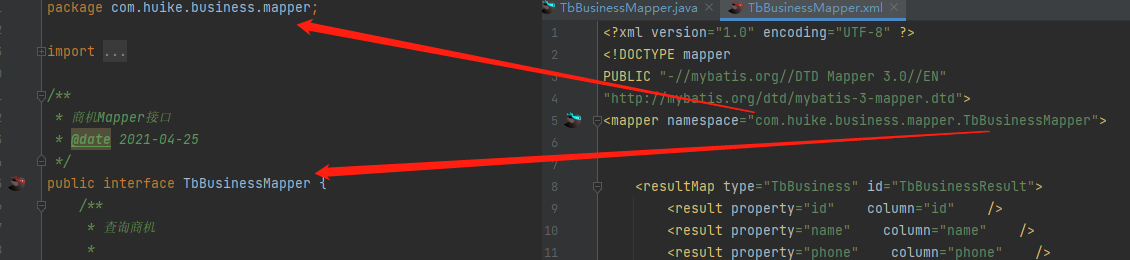 package com.huike.business.mapper;
import ...
/**
* 商机Mapper接口
* @date 2021-04-25
*/
public interface TbBusinessMapper {
/**
* 查询商机
*
TbBusinessMapper.java × TbBusinessMapper.xml ×
1 <?xml version="1.0" encoding="UTF-8" ?>
2 <!DOCTYPE mapper
3 PUBLIC "-//mybatis.org//DTD Mapper 3.0//EN"
4 "http://mybatis.org/dtd/mybatis-3-mapper.dtd">
5 <mapper namespace="com.huike.business.mapper.TbBusinessMapper">
6
7
8 <resultMap type="TbBusiness" id="TbBusinessResult">
9 <result property="id" column="id" />
10 <result property="name" column="name" />
11 <result property="phone" column="phone" />